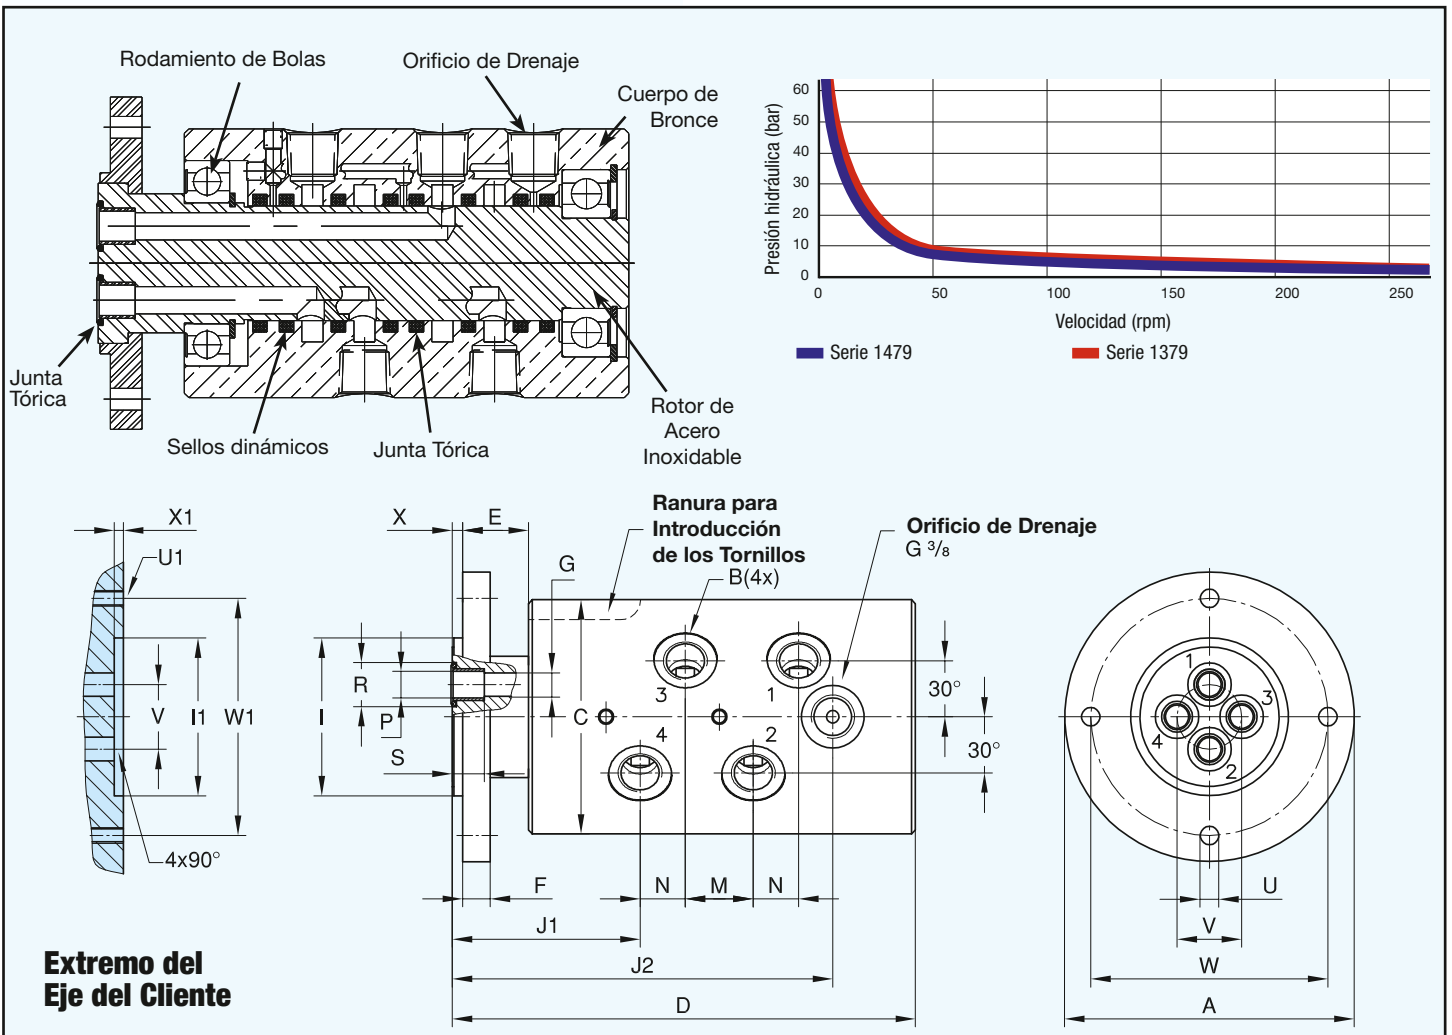 Rodamiento de Bolas
Orificio de Drenaje
Cuerpo de
Bronce
Junta
Tórica
Sellos dinámicos
Junta Tórica
Rotor de
Acero
Inoxidable
Presión hidráulica (bar)
60
50
40
30
20
10
0
0
50
100
150
200
250
Velocidad (rpm)
Serie 1479
Serie 1379
X1
U1
V
I1
W1
4x90°
X
E
G
Ranura para
Introducción
de los Tornillos
B(4x)
Orificio de Drenaje
G 3/8
R
I
P
S
C
3
1
4
2
30°
30°
F
N
M
N
J1
J2
D
1
3
4
2
U
V
W
A
Extremo del
Eje del Cliente